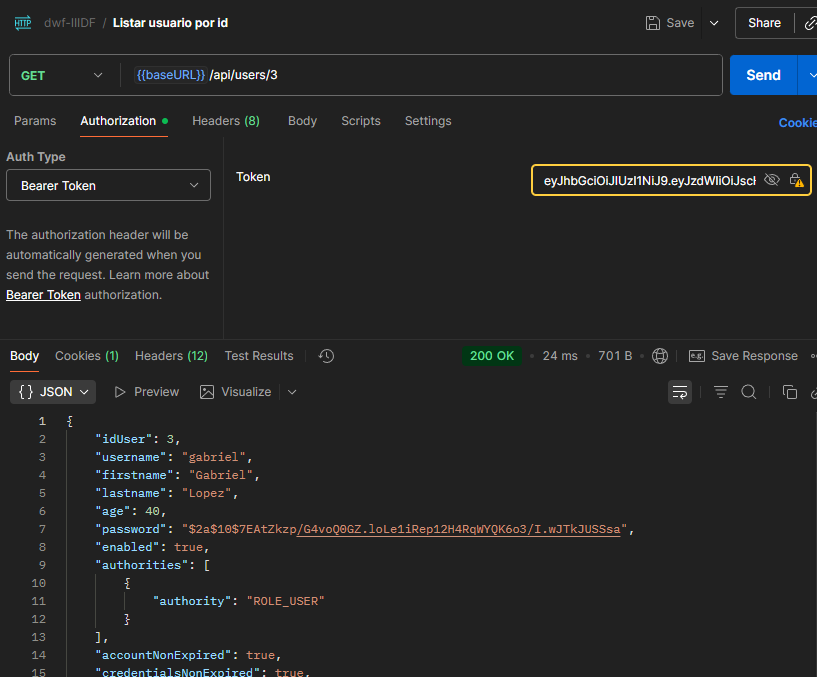 HTTP dwf-IIIDF / Listar usuario por id Save Share
GET {{baseURL}} /api/users/3 Send
Params Authorization Headers (8) Body Scripts Settings Cookie
Auth Type
Bearer Token
Token
The authorization header will be
automatically generated when you
send the request. Learn more about
Bearer Token authorization.
Body Cookies (1) Headers (12) Test Results 200 OK 24 ms 701 B e.g. Save Response
{} JSON Preview Visualize
1 {
2 "idUser": 3,
3 "username": "gabriel",
4 "firstname": "Gabriel",
5 "lastname": "Lopez",
6 "age": 40,
7 "password": "$2a$10$7EAtZkzp/G4voQ0GZ.loLe1iRep12H4RqWYQK6o3/I.wJTkJUSSsa",
8 "enabled": true,
9 "authorities": [
10 {
11 "authority": "ROLE_USER"
12 }
13 ],
14 "accountNonExpired": true,
15 "credentialsNonExpired": true,